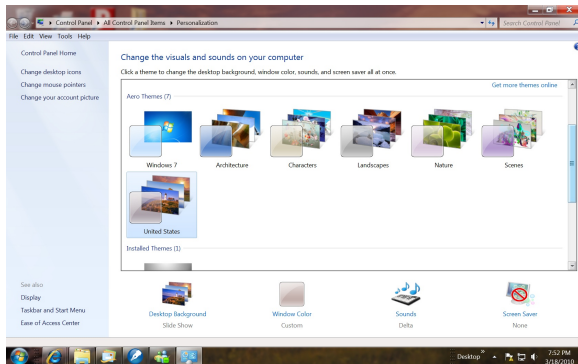 Control Panel ▸ All Control Panel Items ▸ Personalization
Search Control Panel
File Edit View Tools Help
Control Panel Home
Change desktop icons
Change mouse pointers
Change your account picture
Change the visuals and sounds on your computer
Click a theme to change the desktop background, window color, sounds, and screen saver all at once.
Get more themes online
Aero Themes (7)
Windows 7
Architecture
Characters
Landscapes
Nature
Scenes
United States
Installed Themes (1)
See also
Display
Taskbar and Start Menu
Ease of Access Center
Desktop Background
Slide Show
Window Color
Custom
Sounds
Delta
Screen Saver
None
Desktop
7:52 PM
3/18/2010